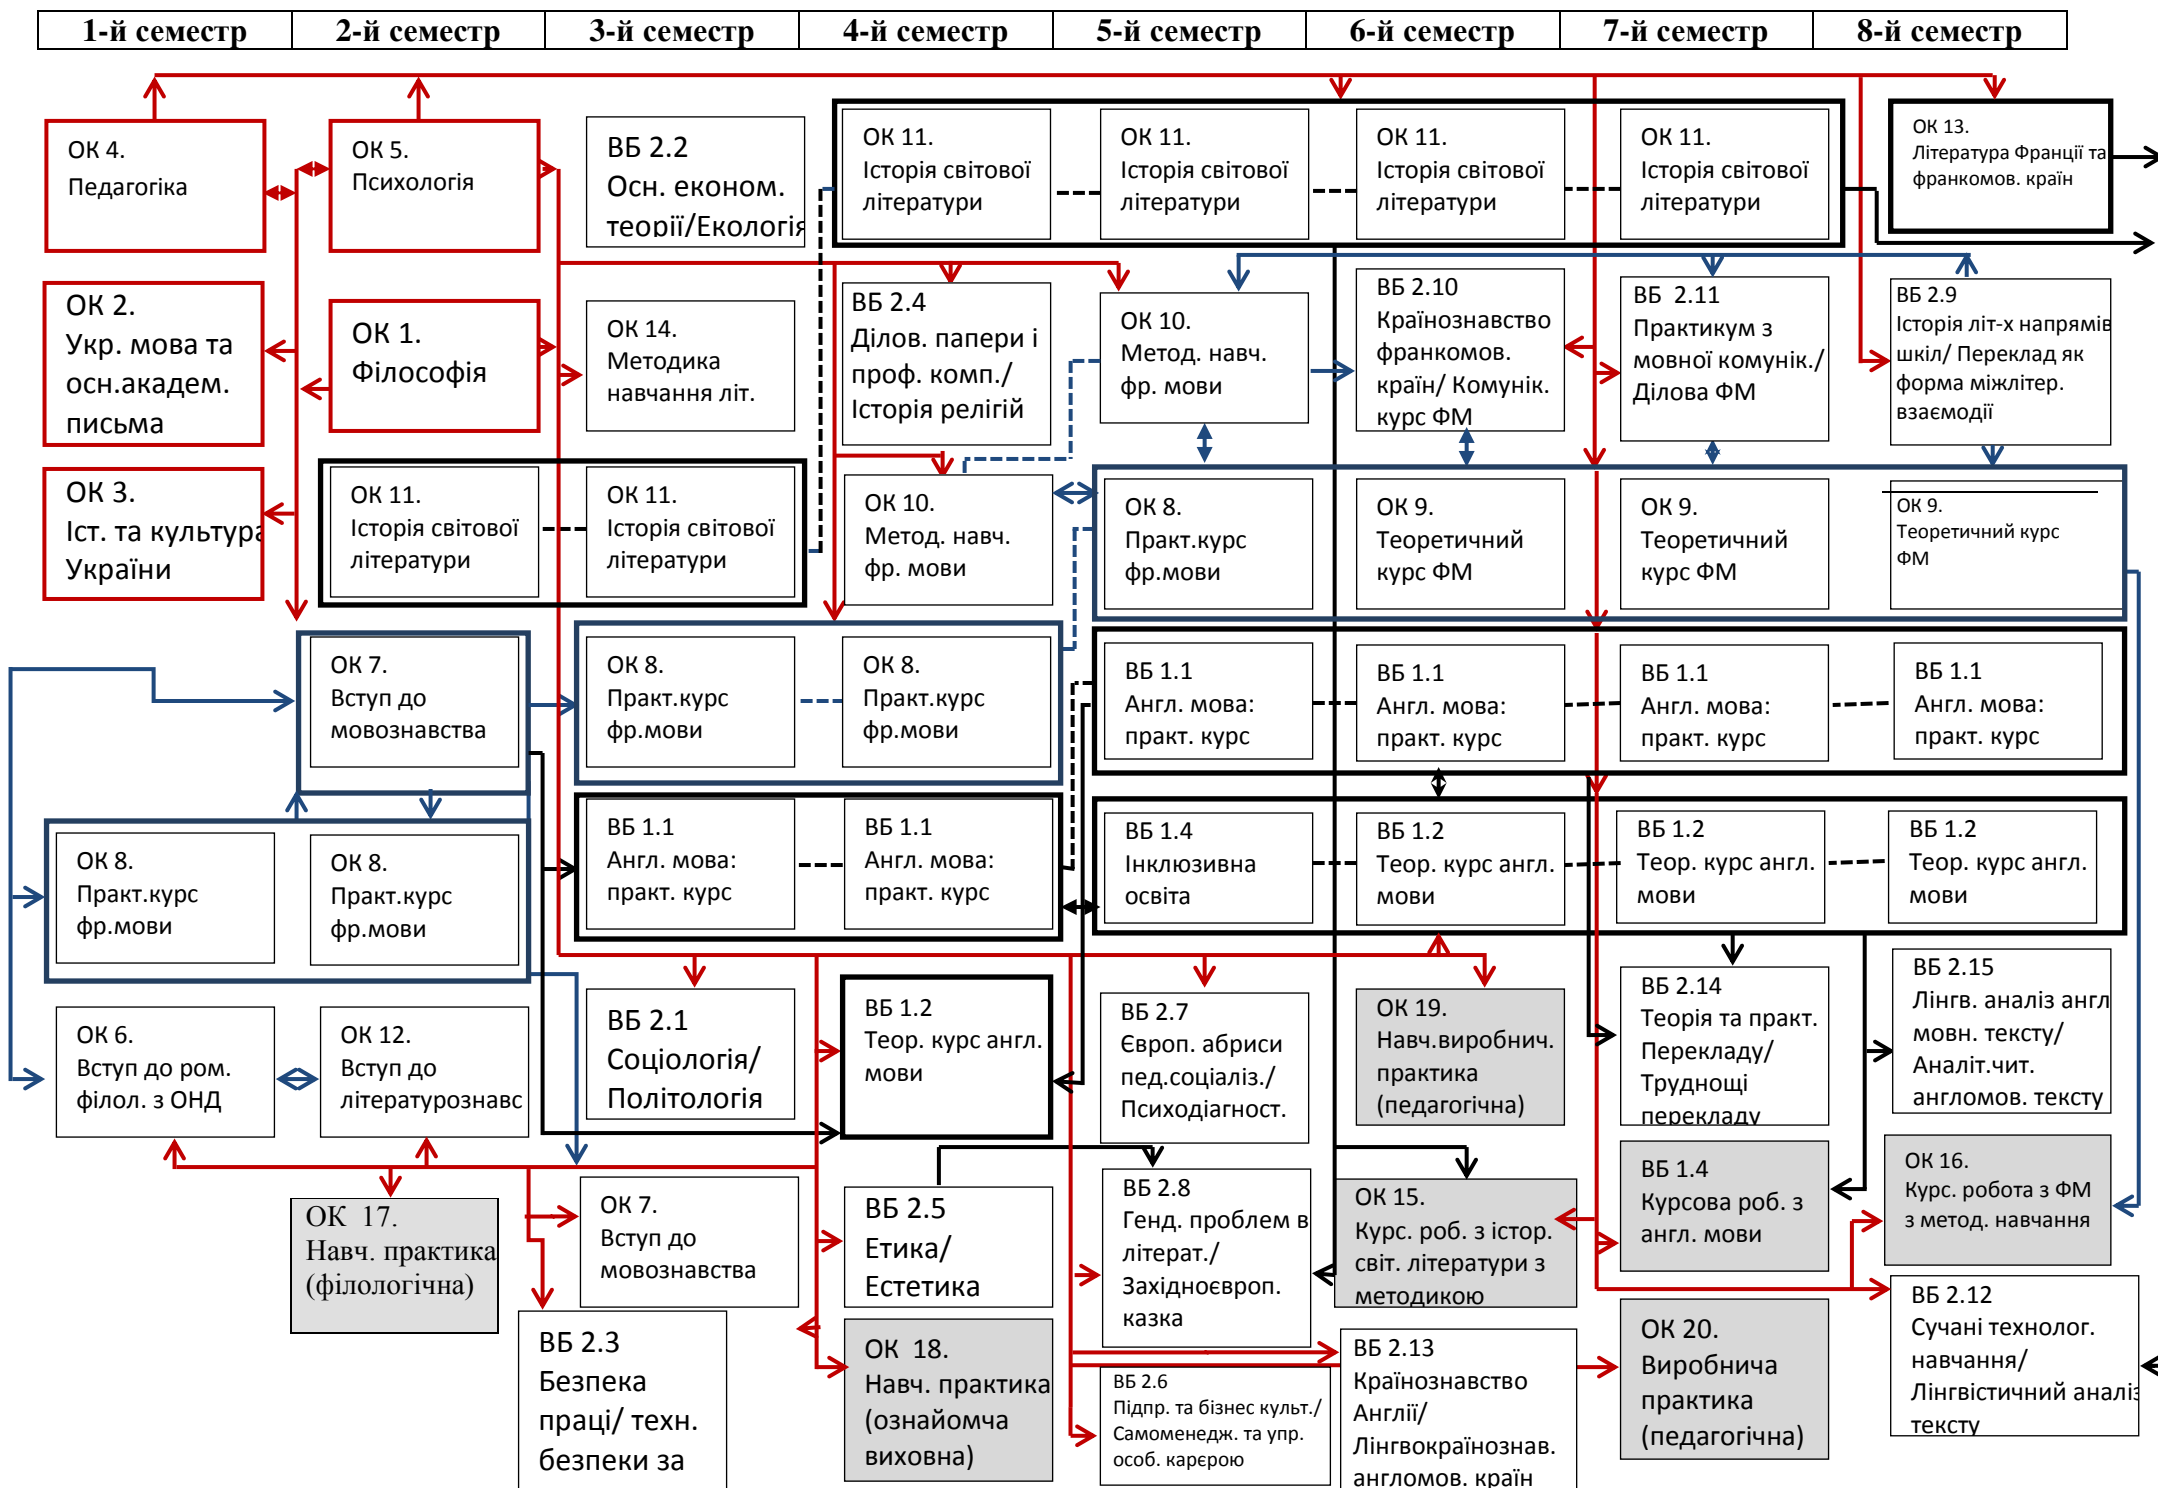 1-й семестр
2-й семестр
3-й семестр
4-й семестр
5-й семестр
6-й семестр
7-й семестр
8-й семестр
ОК 4.
Педагогіка
ОК 5.
Психологія
ВБ 2.2
Осн. економ.
теорії/Екологія
ОК 11.
Історія світової
літератури
ОК 11.
Історія світової
літератури
ОК 11.
Історія світової
літератури
ОК 11.
Історія світової
літератури
ОК 13.
Література Франції та
франкомов. країн
ОК 2.
Укр. мова та
осн.академ.
письма
ОК 1.
Філософія
ОК 14.
Методика
навчання літ.
ВБ 2.4
Ділов. папери і
проф. комп./
Історія релігій
ОК 10.
Метод. навч.
фр. мови
ВБ 2.10
Країнознавство
франкомов.
країн/ Комунік.
курс ФМ
ВБ 2.11
Практикум з
мовної комунік./
Ділова ФМ
ВБ 2.9
Історія літ-х напрямів
шкіл/ Переклад як
форма міжлітер.
взаємодії
ОК 3.
Іст. та культура
України
ОК 11.
Історія світової
літератури
ОК 11.
Історія світової
літератури
ОК 10.
Метод. навч.
фр. мови
ОК 8.
Практ.курс
фр.мови
ОК 9.
Теоретичний
курс ФМ
ОК 9.
Теоретичний
курс ФМ
ОК 9.
Теоретичний курс
ФМ
ОК 7.
Вступ до
мовознавства
ОК 8.
Практ.курс
фр.мови
ОК 8.
Практ.курс
фр.мови
ВБ 1.1
Англ. мова:
практ. курс
ВБ 1.1
Англ. мова:
практ. курс
ВБ 1.1
Англ. мова:
практ. курс
ВБ 1.1
Англ. мова:
практ. курс
ОК 8.
Практ.курс
фр.мови
ОК 8.
Практ.курс
фр.мови
ВБ 1.1
Англ. мова:
практ. курс
ВБ 1.1
Англ. мова:
практ. курс
ВБ 1.4
Інклюзивна
освіта
ВБ 1.2
Теор. курс англ.
мови
ВБ 1.2
Теор. курс англ.
мови
ВБ 1.2
Теор. курс англ.
мови
ОК 6.
Вступ до ром.
філол. з ОНД
ОК 12.
Вступ до
літературознавс
ВБ 2.1
Соціологія/
Політологія
ВБ 1.2
Теор. курс англ.
мови
ВБ 2.7
Європ. абриси
пед.соціаліз./
Психодіагност.
ОК 19.
Навч.виробнич.
практика
(педагогічна)
ВБ 2.14
Теорія та практ.
Перекладу/
Труднощі
перекладу
ВБ 2.15
Лінгв. аналіз англ
мовн. тексту/
Аналіт.чит.
англомов. тексту
ОК 17.
Навч. практика
(філологічна)
ОК 7.
Вступ до
мовознавства
ВБ 2.5
Етика/
Естетика
ВБ 2.8
Генд. проблем в
літерат./
Західноєвроп.
казка
ОК 15.
Курс. роб. з істор.
світ. літератури з
методикою
ВБ 1.4
Курсова роб. з
англ. мови
ОК 16.
Курс. робота з ФМ
з метод. навчання
ВБ 2.3
Безпека
праці/ техн.
безпеки за
ОК 18.
Навч. практика
(ознайомча
виховна)
ВБ 2.6
Підпр. та бізнес культ./
Самоменедж. та упр.
особ. карєрою
ВБ 2.13
Країнознавство
Англії/
Лінгвокраїнознав.
англомов. країн
ОК 20.
Виробнича
практика
(педагогічна)
ВБ 2.12
Сучані технолог.
навчання/
Лінгвістичний аналіз
тексту